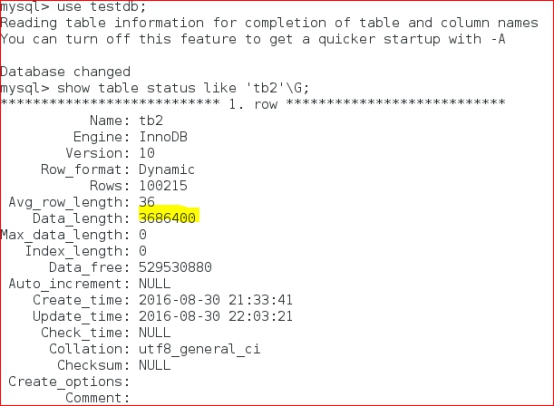 mysql> use testdb;
Reading table information for completion of table and column names
You can turn off this feature to get a quicker startup with -A
Database changed
mysql> show table status like 'tb2'\G;
*************************** 1. row ***************************
Name: tb2
Engine: InnoDB
Version: 10
Row_format: Dynamic
Rows: 100215
Avg_row_length: 36
Data_length: 3686400
Max_data_length: 0
Index_length: 0
Data_free: 529530880
Auto_increment: NULL
Create_time: 2016-08-30 21:33:41
Update_time: 2016-08-30 22:03:21
Check_time: NULL
Collation: utf8_general_ci
Checksum: NULL
Create_options:
Comment: